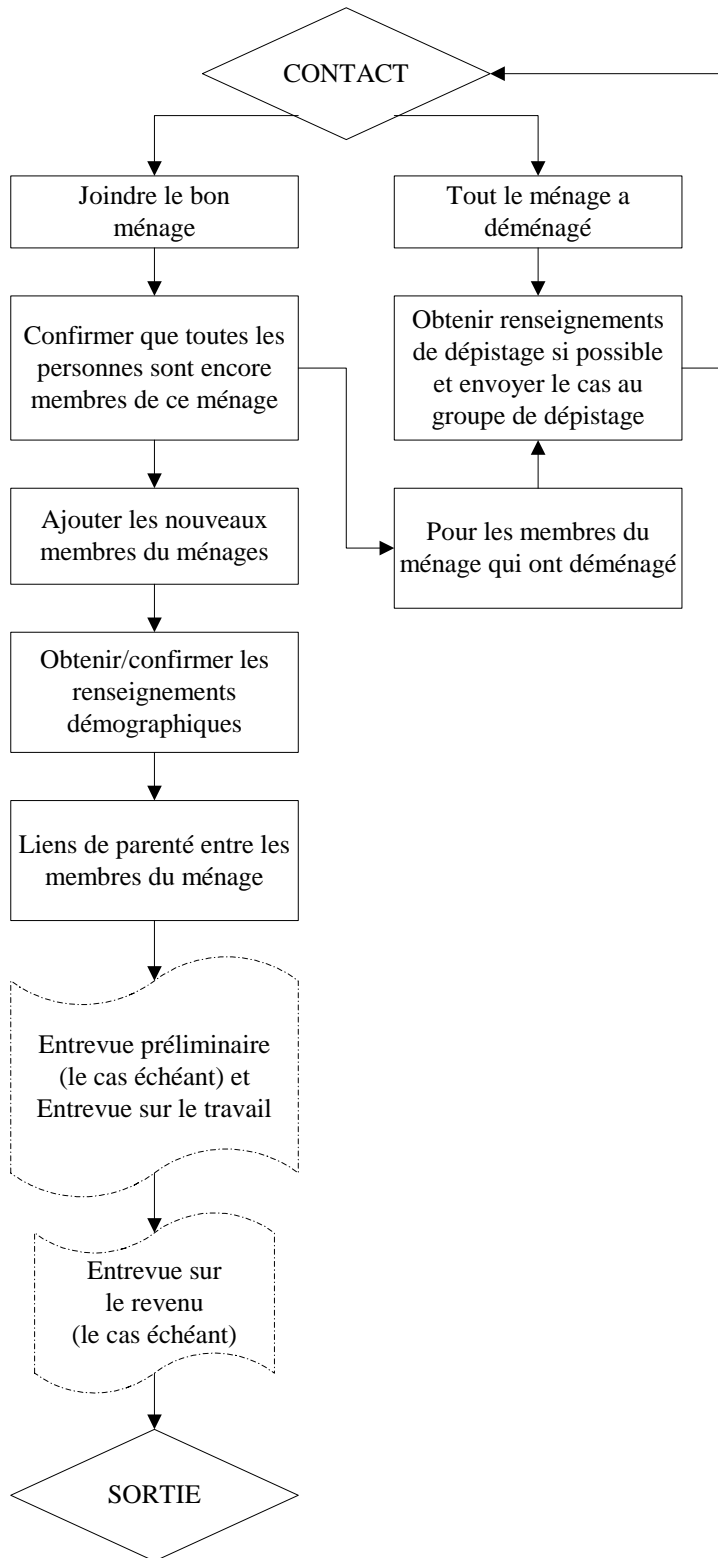 CONTACT
Joindre le bon
ménage
Tout le ménage a
déménagé
Confirmer que toutes les
personnes sont encore
membres de ce ménage
Obtenir renseignements
de dépistage si possible
et envoyer le cas au
groupe de dépistage
Ajouter les nouveaux
membres du ménages
Pour les membres du
ménage qui ont déménagé
Obtenir/confirmer les
renseignements
démographiques
Liens de parenté entre les
membres du ménage
Entrevue préliminaire
(le cas échéant) et
Entrevue sur le travail
Entrevue sur
le revenu
(le cas échéant)
SORTIE